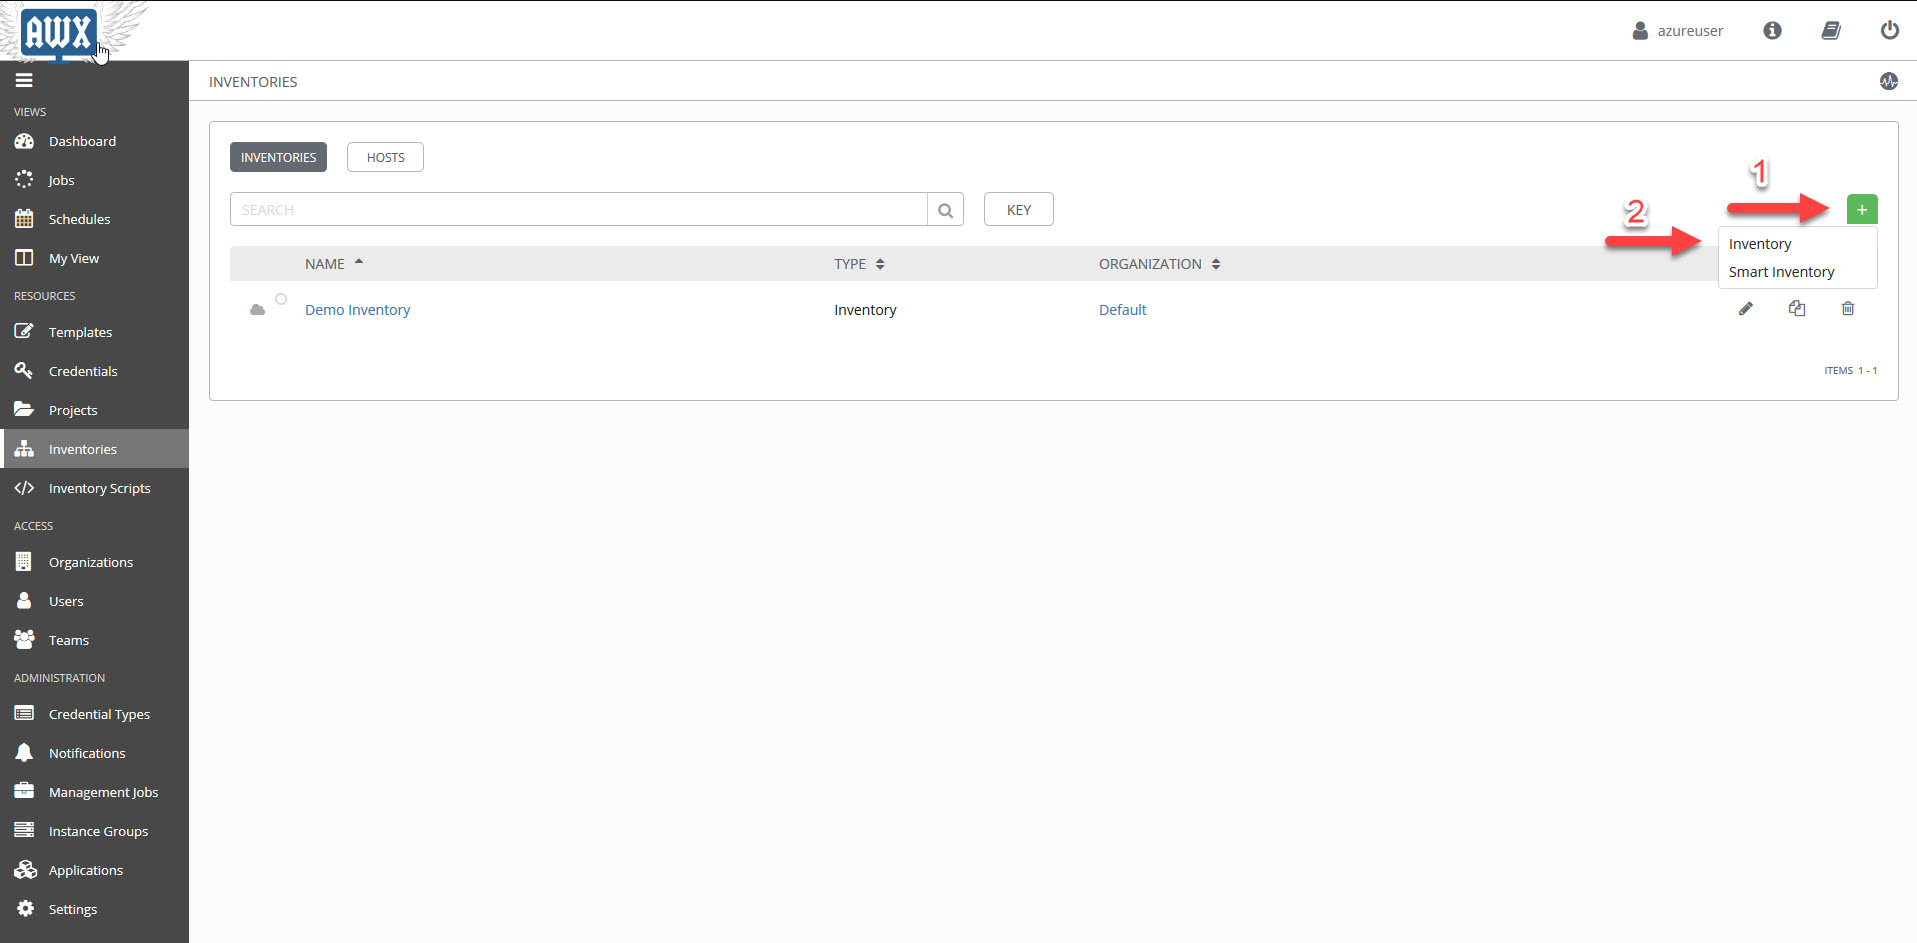 AWX
azureuser
INVENTORIES
VIEWS
Dashboard
Jobs
Schedules
My View
RESOURCES
Templates
Credentials
Projects
Inventories
Inventory Scripts
ACCESS
Organizations
Users
Teams
ADMINISTRATION
Credential Types
Notifications
Management Jobs
Instance Groups
Applications
Settings
INVENTORIES HOSTS
1
SEARCH KEY +
2
Inventory
Smart Inventory
NAME TYPE ORGANIZATION
Demo Inventory Inventory Default
ITEMS 1 - 1